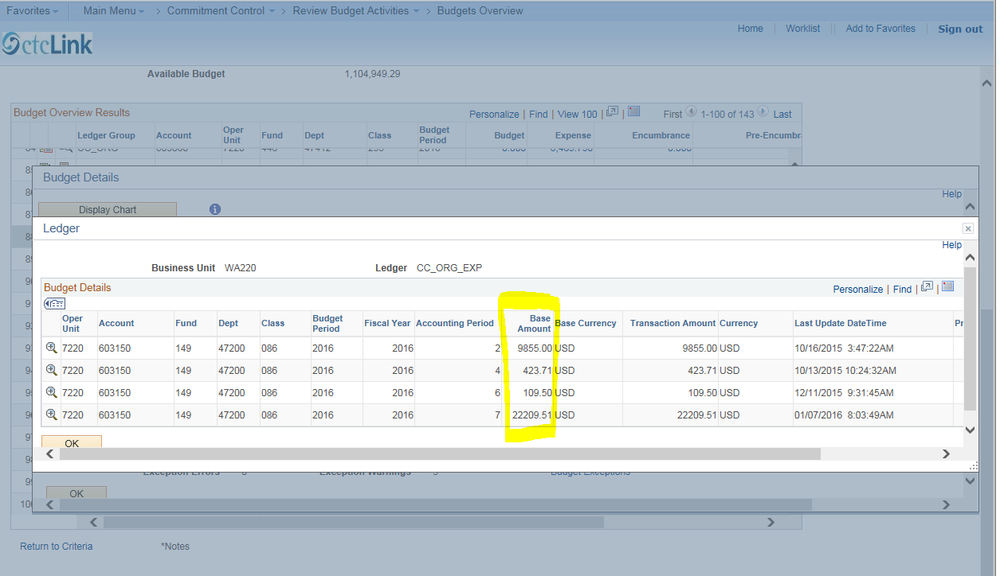 Favorites Main Menu > Commitment Control > Review Budget Activities > Budgets Overview
Home Worklist Add to Favorites Sign out
ctcLink
Available Budget 1,104,949.29
Budget Overview Results Personalize | Find | View 100 | | First 1-100 of 143 Last
Ledger Group Account Oper Unit Fund Dept Class Budget Period Budget Expense Encumbrance Pre-Encumbra
CC_ORG
Budget Details
Help
Display Chart
Ledger
Help
Business Unit WA220 Ledger CC_ORG_EXP
Budget Details Personalize | Find | |
Oper Unit Account Fund Dept Class Budget Period Fiscal Year Accounting Period Base Amount Base Currency Transaction Amount Currency Last Update DateTime Pr
7220 603150 149 47200 086 2016 2016 2 9855.00 USD 9855.00 USD 10/16/2015 3:47:22AM
7220 603150 149 47200 086 2016 2016 4 423.71 USD 423.71 USD 10/13/2015 10:24:32AM
7220 603150 149 47200 086 2016 2016 6 109.50 USD 109.50 USD 12/11/2015 9:31:45AM
7220 603150 149 47200 086 2016 2016 7 22209.51 USD 22209.51 USD 01/07/2016 8:03:49AM
OK
Exception Errors Exception Warnings Budget Exceptions
OK
100
Return to Criteria *Notes